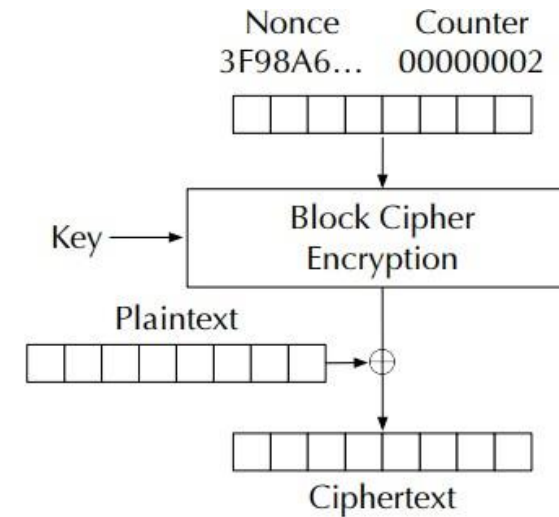 Nonce Counter
3F98A6... 00000002
Key
Block Cipher
Encryption
Plaintext
Ciphertext